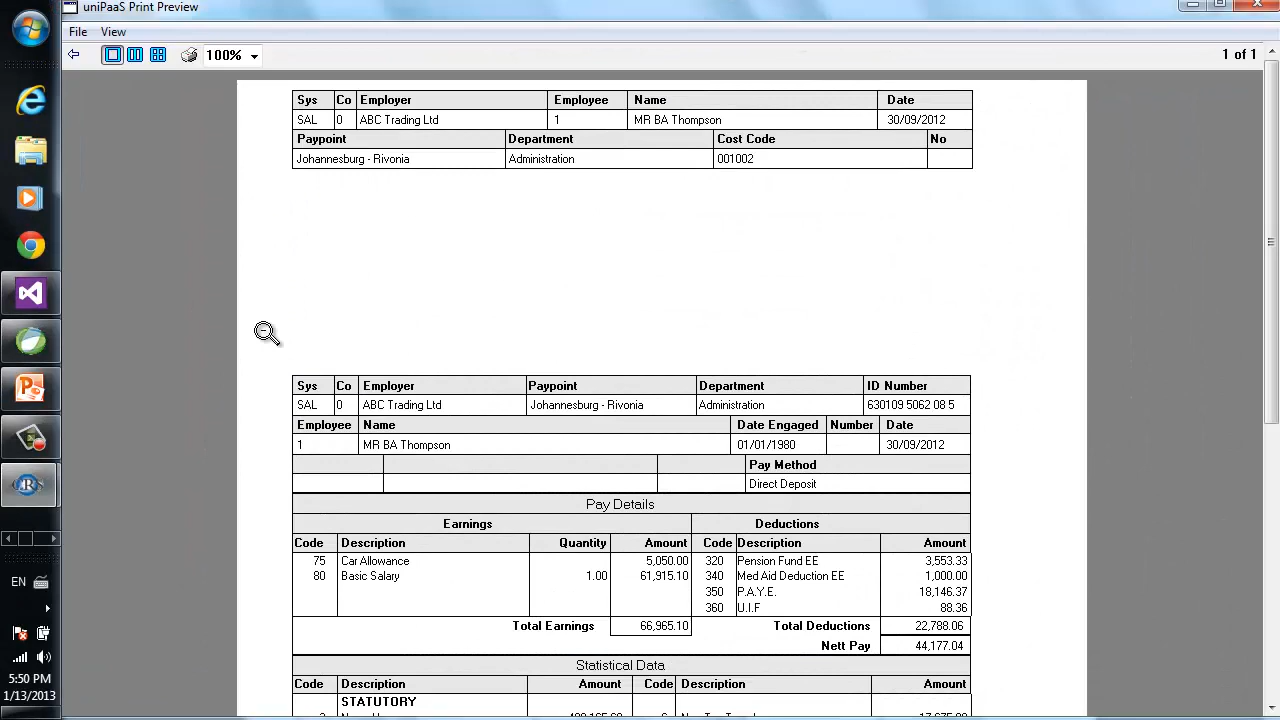 uniPaaS Print Preview
File View
100% 1 of 1
Sys Co Employer Employee Name Date
SAL 0 ABC Trading Ltd 1 MR BA Thompson 30/09/2012
Paypoint Department Cost Code No
Johannesburg - Rivonia Administration 001002
Sys Co Employer Paypoint Department ID Number
SAL 0 ABC Trading Ltd Johannesburg - Rivonia Administration 630109 5062 08 5
Employee Name Date Engaged Number Date
1 MR BA Thompson 01/01/1980 30/09/2012
Pay Method
Direct Deposit
Pay Details
Earnings Deductions
Code Description Quantity Amount Code Description Amount
75 Car Allowance 5,050.00 320 Pension Fund EE 3,553.33
80 Basic Salary 1.00 61,915.10 340 Med Aid Deduction EE 1,000.00
350 P.A.Y.E. 18,146.37
360 U.I.F 88.36
Total Earnings 66,965.10 Total Deductions 22,788.06
Nett Pay 44,177.04
Statistical Data
Code Description Amount Code Description Amount
STATUTORY
EN
5:50 PM
1/13/2013